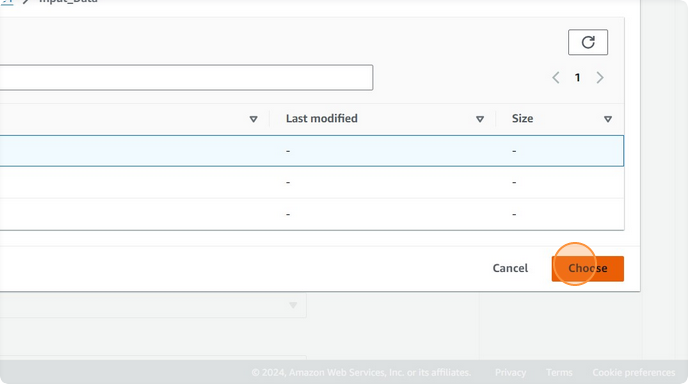 Input_Data
1
Last modified Size
- -
- -
- -
Cancel Choose
© 2024, Amazon Web Services, Inc. or its affiliates. Privacy Terms Cookie preferences